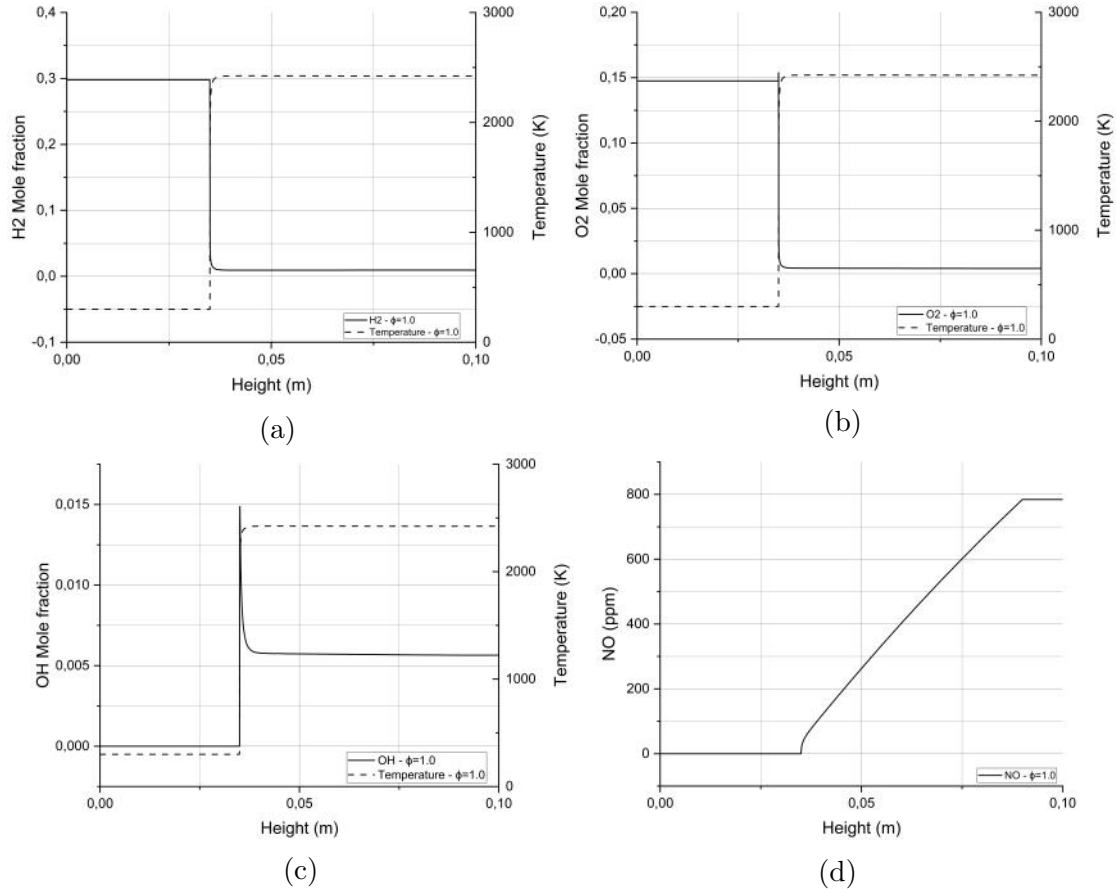 0,4
0,3
0,2
0,1
0,0
-0,1
H2 Mole fraction
3000
2000
1000
0
Temperature (K)
H2 - ϕ=1.0
Temperature - ϕ=1.0
0,00
0,05
0,10
Height (m)
(a)
0,20
0,15
0,10
0,05
0,00
-0,05
O2 Mole fraction
3000
2000
1000
0
Temperature (K)
O2 - ϕ=1.0
Temperature - ϕ=1.0
0,00
0,05
0,10
Height (m)
(b)
0,015
0,010
0,005
0,000
OH Mole fraction
3000
2000
1000
0
Temperature (K)
OH - ϕ=1.0
Temperature - ϕ=1.0
0,00
0,05
0,10
Height (m)
(c)
800
600
400
200
0
NO (ppm)
NO - ϕ=1.0
0,00
0,05
0,10
Height (m)
(d)